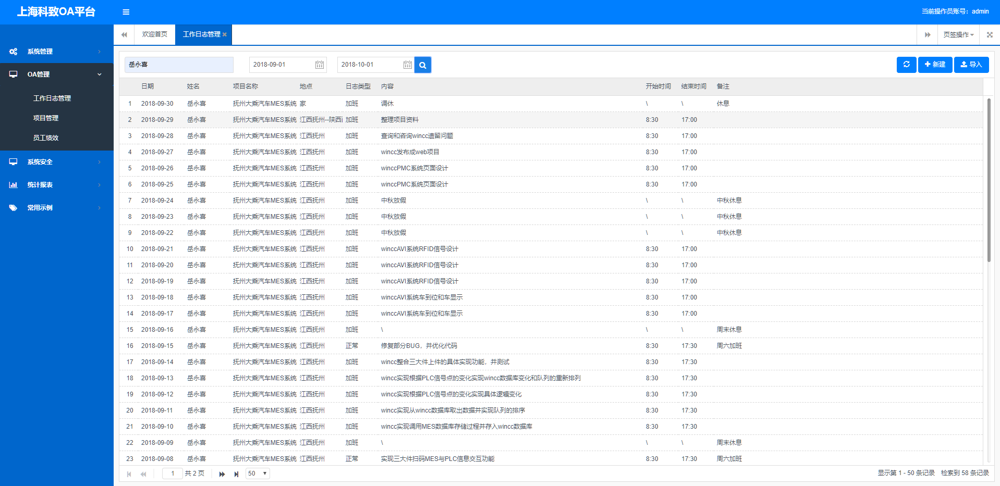 上海科致OA平台
当前操作员账号：admin
欢迎首页 工作日志管理 页签操作
系统管理
OA管理
工作日志管理
项目管理
员工绩效
系统安全
统计报表
常用示例
岳永喜 2018-09-01 2018-10-01 新建 导入
日期 姓名 项目名称 地点 日志类型 内容 开始时间 结束时间 备注
1 2018-09-30 岳永喜 抚州大乘汽车MES系统 家 加班 调休 \ \ 休息
2 2018-09-29 岳永喜 抚州大乘汽车MES系统 江西抚州--陕西 加班 整理项目资料 8:30 17:00
3 2018-09-28 岳永喜 抚州大乘汽车MES系统 江西抚州 加班 查询和咨询wincc遗留问题 8:30 17:00
4 2018-09-27 岳永喜 抚州大乘汽车MES系统 江西抚州 加班 wincc发布成web项目 8:30 17:00
5 2018-09-26 岳永喜 抚州大乘汽车MES系统 江西抚州 加班 winccPMC系统页面设计 8:30 17:00
6 2018-09-25 岳永喜 抚州大乘汽车MES系统 江西抚州 加班 winccPMC系统页面设计 8:30 17:00
7 2018-09-24 岳永喜 抚州大乘汽车MES系统 江西抚州 加班 中秋放假 \ \ 中秋休息
8 2018-09-23 岳永喜 抚州大乘汽车MES系统 江西抚州 加班 中秋放假 \ \ 中秋休息
9 2018-09-22 岳永喜 抚州大乘汽车MES系统 江西抚州 加班 中秋放假 \ \ 中秋休息
10 2018-09-21 岳永喜 抚州大乘汽车MES系统 江西抚州 加班 winccAVI系统RFID信号设计 8:30 17:00
11 2018-09-20 岳永喜 抚州大乘汽车MES系统 江西抚州 加班 winccAVI系统RFID信号设计 8:30 17:00
12 2018-09-19 岳永喜 抚州大乘汽车MES系统 江西抚州 加班 winccAVI系统RFID信号设计 8:30 17:00
13 2018-09-18 岳永喜 抚州大乘汽车MES系统 江西抚州 加班 winccAVI系统车到位和车显示 8:30 17:00
14 2018-09-17 岳永喜 抚州大乘汽车MES系统 江西抚州 加班 winccAVI系统车到位和车显示 8:30 17:00
15 2018-09-16 岳永喜 抚州大乘汽车MES系统 江西抚州 加班 \ \ \ 周末休息
16 2018-09-15 岳永喜 抚州大乘汽车MES系统 江西抚州 正常 修复部分BUG，并优化代码 8:30 17:30 周六加班
17 2018-09-14 岳永喜 抚州大乘汽车MES系统 江西抚州 加班 wincc整合三大件上件的具体实现功能，并测试 8:30 17:30
18 2018-09-13 岳永喜 抚州大乘汽车MES系统 江西抚州 加班 wincc实现根据PLC信号点的变化实现wincc数据库变化和队列的重新排列 8:30 17:30
19 2018-09-12 岳永喜 抚州大乘汽车MES系统 江西抚州 加班 wincc实现根据PLC信号点的变化实现具体逻辑变化 8:30 17:30
20 2018-09-11 岳永喜 抚州大乘汽车MES系统 江西抚州 加班 wincc实现从wincc数据库取出数据并实现队列的排序 8:30 17:30
21 2018-09-10 岳永喜 抚州大乘汽车MES系统 江西抚州 加班 wincc实现调用MES数据库存储过程并存入wincc数据库 8:30 17:30
22 2018-09-09 岳永喜 抚州大乘汽车MES系统 江西抚州 加班 \ \ \ 周末休息
23 2018-09-08 岳永喜 抚州大乘汽车MES系统 江西抚州 正常 实现三大件扫码MES与PLC信息交互功能 8:30 17:30 周六加班
1 共 2 页 50 显示第 1 - 50 条记录 检索到 58 条记录